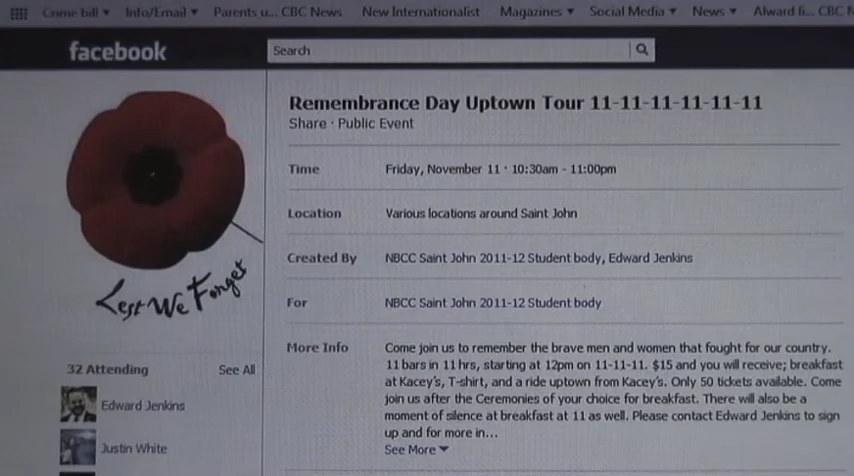 Crime bill ▾ Info/Email ▾ Parents u... CBC News New Internationalist Magazines ▾ Social Media ▾ News ▾ Alward li... CBC N
facebook Search
Remembrance Day Uptown Tour 11-11-11-11-11-11
Share · Public Event
Time Friday, November 11 · 10:30am - 11:00pm
Location Various locations around Saint John
Created By NBCC Saint John 2011-12 Student body, Edward Jenkins
For NBCC Saint John 2011-12 Student body
Lest We Forget
More Info Come join us to remember the brave men and women that fought for our country.
11 bars in 11 hrs, starting at 12pm on 11-11-11. $15 and you will receive; breakfast
at Kacey's, T-shirt, and a ride uptown from Kacey's. Only 50 tickets available. Come
join us after the Ceremonies of your choice for breakfast. There will also be a
moment of silence at breakfast at 11 as well. Please contact Edward Jenkins to sign
up and for more in...
See More
32 Attending See All
Edward Jenkins
Justin White